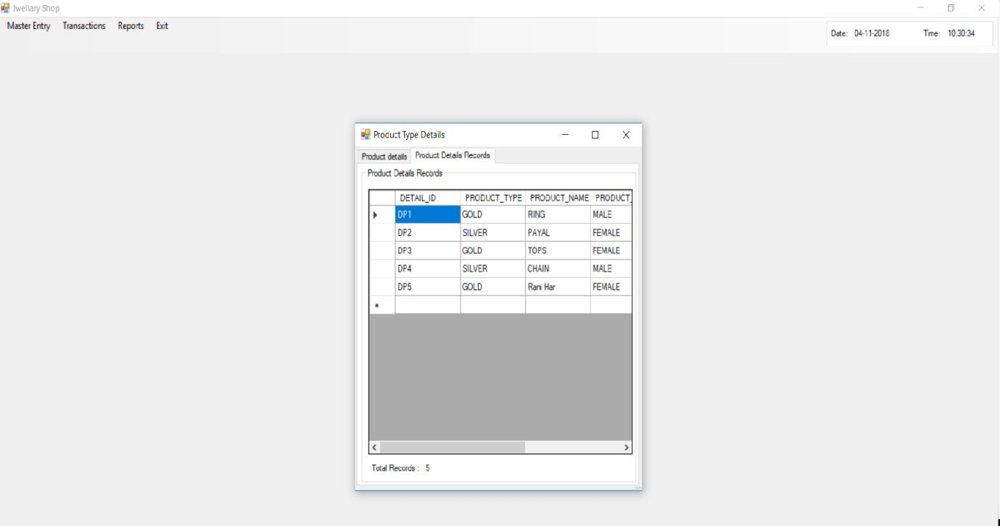 Jwellary Shop
Master Entry Transactions Reports Exit
Date: 04-11-2018 Time: 10:30:34
Product Type Details
Product details Product Details Records
Product Details Records
DETAIL_ID PRODUCT_TYPE PRODUCT_NAME PRODUCT_
DP1 GOLD RING MALE
DP2 SILVER PAYAL FEMALE
DP3 GOLD TOPS FEMALE
DP4 SILVER CHAIN MALE
DP5 GOLD Rani Har FEMALE
Total Records : 5